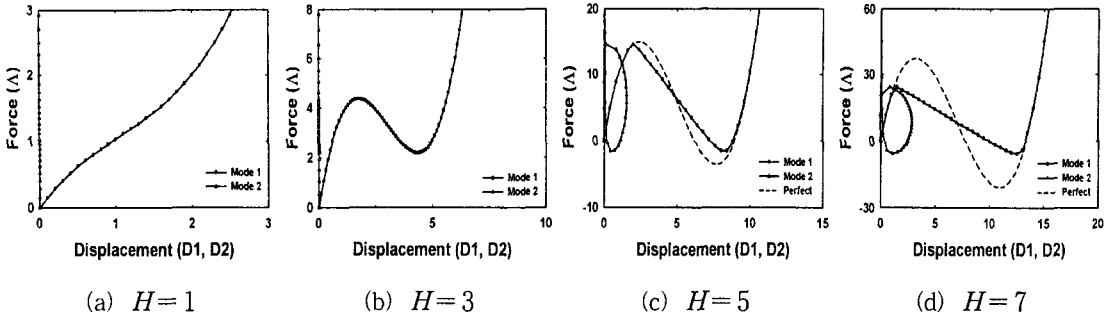 3
2
1
0
0
1
2
3
Force (Λ)
Displacement (D1, D2)
Mode 1
Mode 2
(a) H=1
8
6
4
2
0
0
5
10
Force (Λ)
Displacement (D1, D2)
Mode 1
Mode 2
(b) H=3
20
10
0
-10
0
5
10
15
Force (Λ)
Displacement (D1, D2)
Mode 1
Mode 2
Perfect
(c) H=5
60
30
0
-30
0
5
10
15
20
Force (Λ)
Displacement (D1, D2)
Mode 1
Mode 2
Perfect
(d) H=7